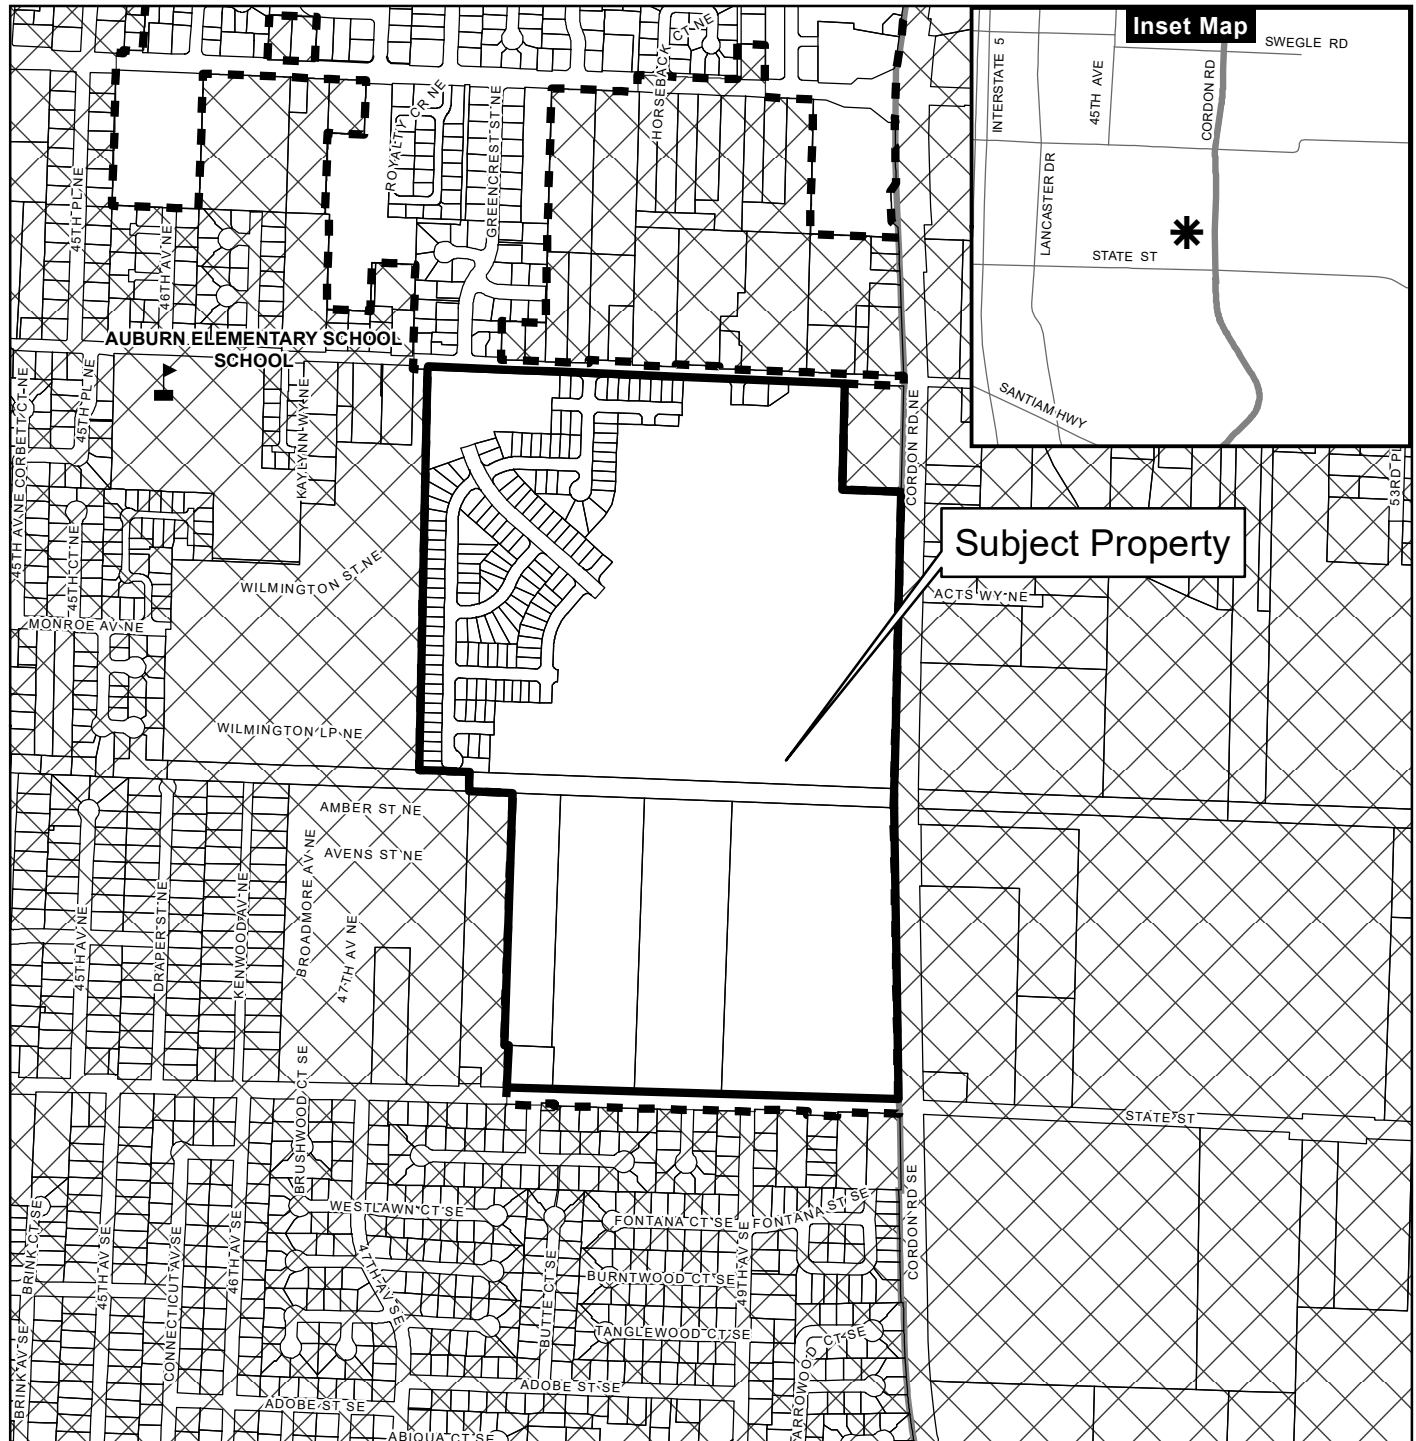 Inset Map
SWEGLE RD
INTERSTATE 5
45TH AVE
CORDON RD
LANCASTER DR
STATE ST
SANTIAM HWY
HORSEBACK CT NE
ROYALTY CR NE
GREENCREST ST NE
45TH PL NE
46TH AV NE
AUBURN ELEMENTARY SCHOOL
SCHOOL
CORBETT CT NE
45TH PL NE
KAYLYNN WY NE
CORDON RD NE
53RD PL
45TH AV NE
45TH CT NE
Subject Property
WILMINGTON ST NE
ACTS WY NE
MONROE AV NE
WILMINGTON LP NE
AMBER ST NE
AVENS ST NE
45TH AV NE
DRAPER ST NE
KENWOOD AV NE
BROADMORE AV NE
47TH AV NE
STATE ST
BRUSHWOOD CT SE
WESTLAWN CT SE
FONTANA CT SE
FONTANA ST SE
CORDON RD SE
BRINK CT SE
45TH AV SE
CONNECTICUT AV SE
46TH AV SE
47TH AV SE
BUTTE CT SE
BURNTWOOD CT SE
49TH AV SE
TANGLEWOOD CT SE
ARROWOOD CT SE
BRINK AV SE
ADOBE ST SE
ADOBE ST SE
ABIQUA CT SE